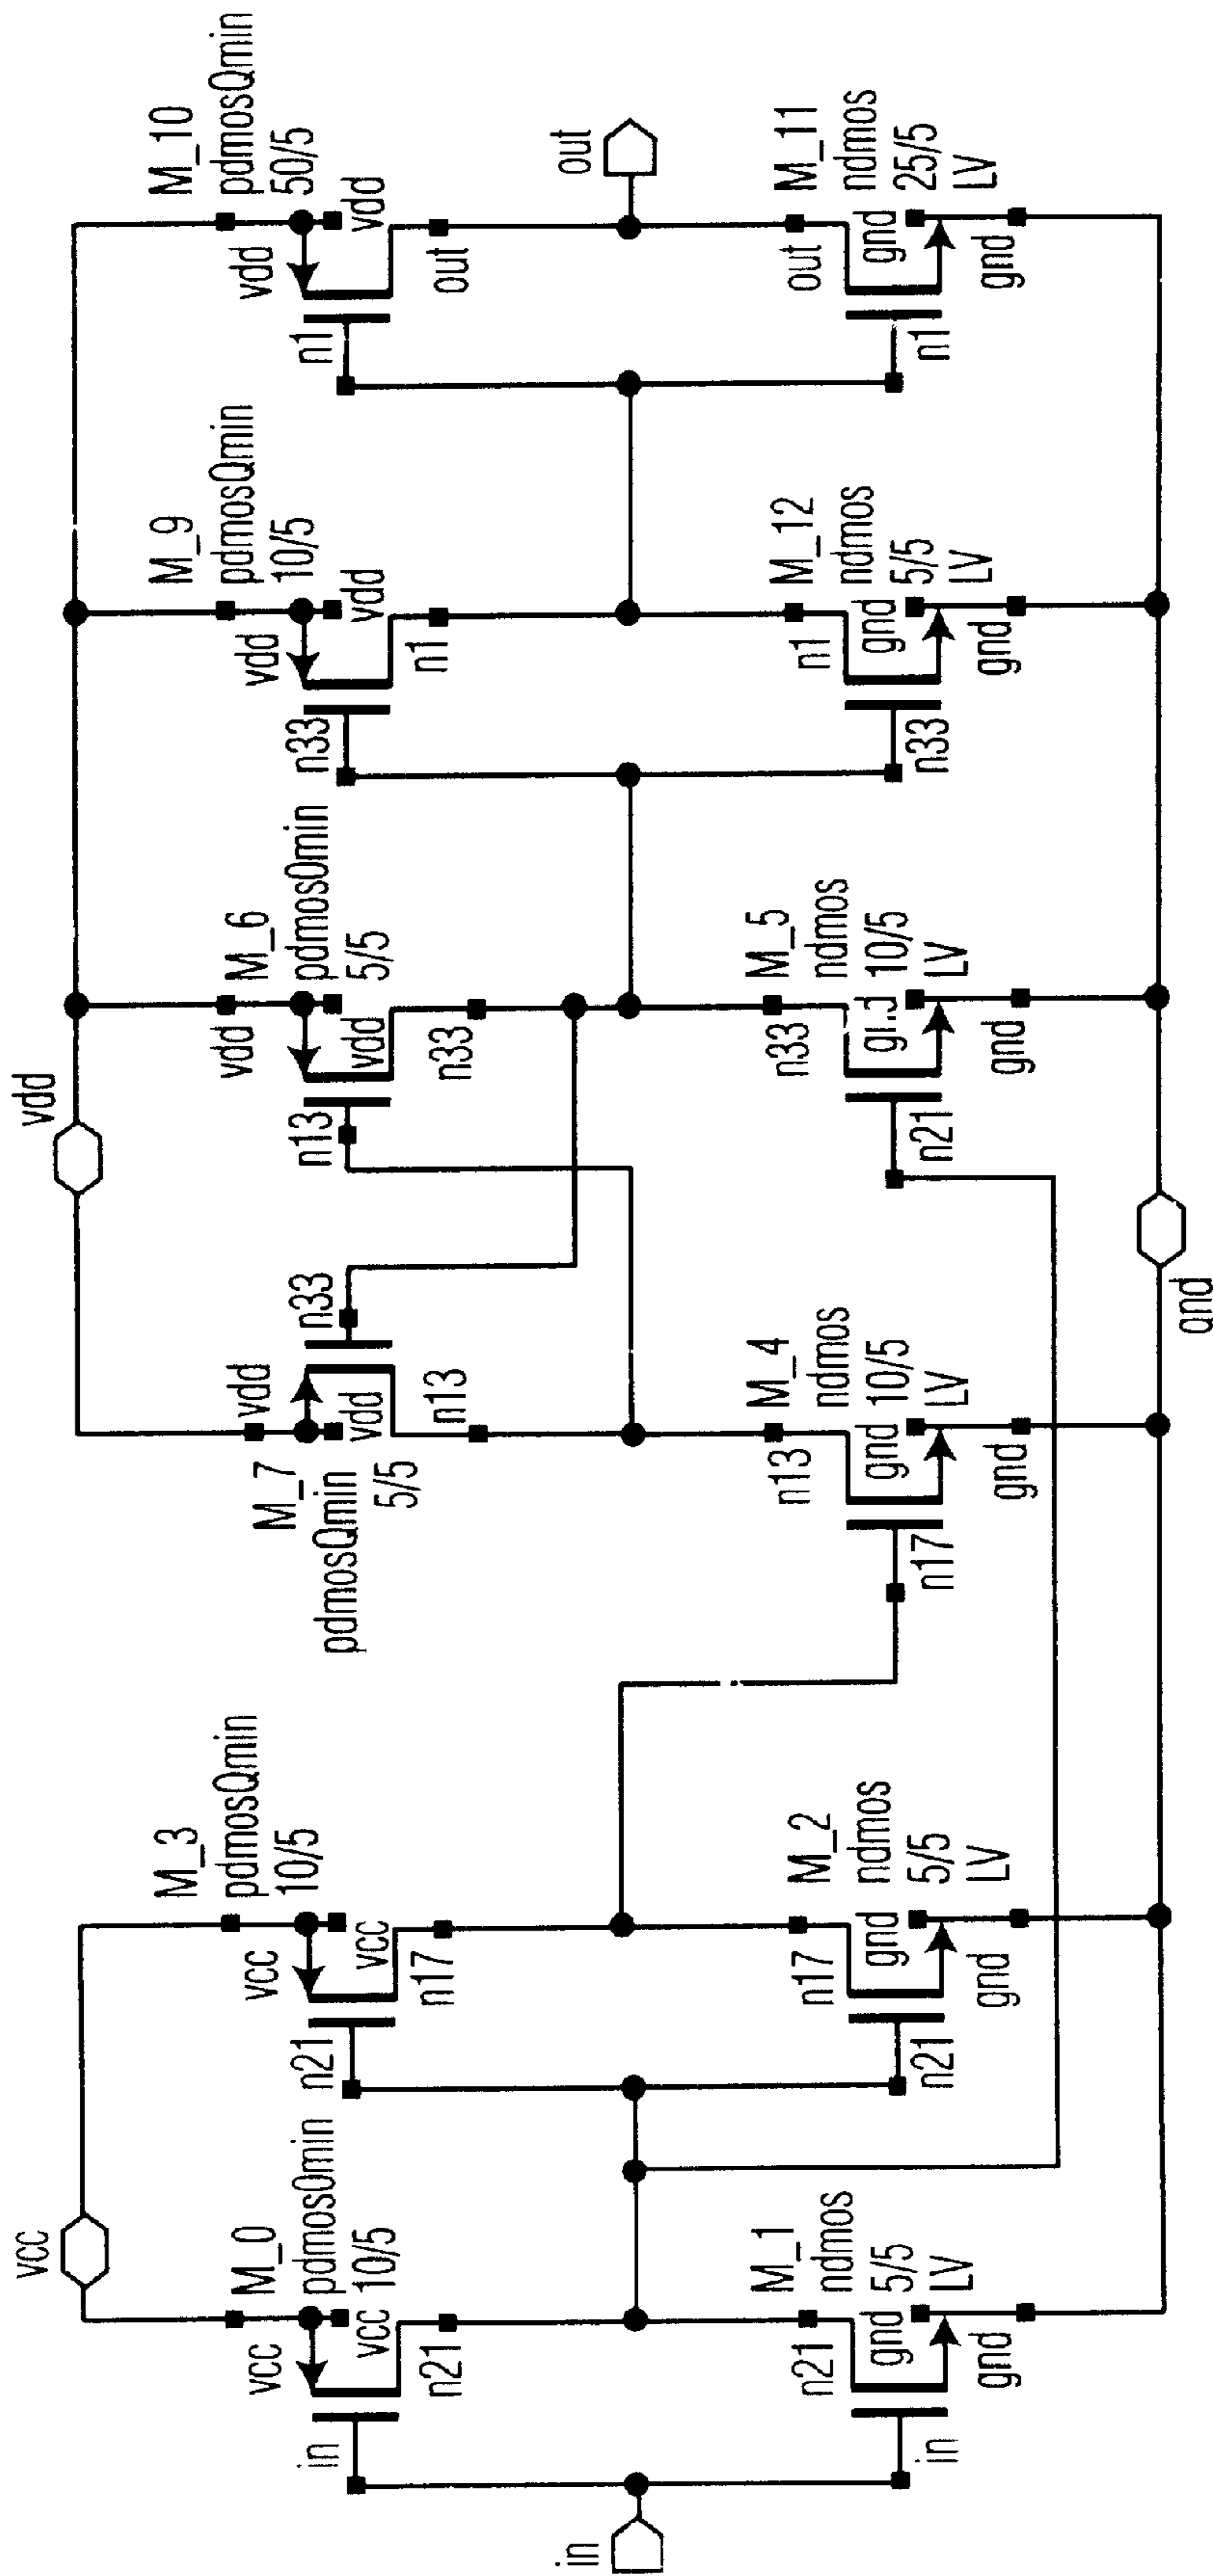 in
vcc
M_0
pdmosOmin
10/5
vcc
vcc
in
n21
M_1
ndmos
5/5
LV
n21
gnd
in
gnd
M_3
pdmosQmin
10/5
vcc
vcc
n21
n17
M_2
ndmos
5/5
LV
n17
gnd
n21
gnd
vdd
M_7
pdmosQmin
5/5
vdd
vdd
n33
n13
M_4
ndmos
10/5
LV
n13
gnd
n17
gnd
M_6
pdmosOmin
5/5
vdd
vdd
n13
n33
M_5
ndmos
10/5
LV
n33
gnd
n21
gnd
M_9
pdmosQmin
10/5
vdd
vdd
n33
n1
M_12
ndmos
5/5
LV
n1
gnd
n33
gnd
M_10
pdmosQmin
50/5
vdd
vdd
n1
out
M_11
ndmos
25/5
LV
out
gnd
n1
gnd
out
gnd